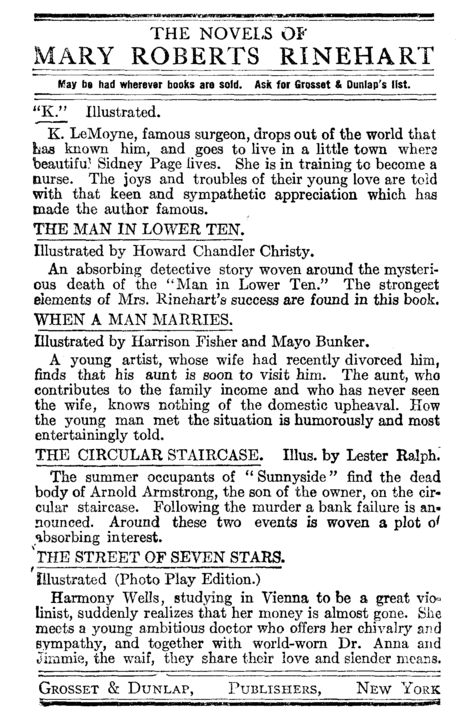 THE NOVELS OF
MARY ROBERTS RINEHART
May be had wherever books are sold. Ask for Grosset & Dunlap's list.
"K." Illustrated.
K. LeMoyne, famous surgeon, drops out of the world that
has known him, and goes to live in a little town where
beautiful Sidney Page lives. She is in training to become a
nurse. The joys and troubles of their young love are told
with that keen and sympathetic appreciation which has
made the author famous.
THE MAN IN LOWER TEN.
Illustrated by Howard Chandler Christy.
An absorbing detective story woven around the mysteri-
ous death of the "Man in Lower Ten." The strongest
elements of Mrs. Rinehart's success are found in this book.
WHEN A MAN MARRIES.
Illustrated by Harrison Fisher and Mayo Bunker.
A young artist, whose wife had recently divorced him,
finds that his aunt is soon to visit him. The aunt, who
contributes to the family income and who has never seen
the wife, knows nothing of the domestic upheaval. How
the young man met the situation is humorously and most
entertainingly told.
THE CIRCULAR STAIRCASE. Illus. by Lester Ralph.
The summer occupants of "Sunnyside" find the dead
body of Arnold Armstrong, the son of the owner, on the cir-
cular staircase. Following the murder a bank failure is an-
nounced. Around these two events is woven a plot of
absorbing interest.
THE STREET OF SEVEN STARS.
Illustrated (Photo Play Edition.)
Harmony Wells, studying in Vienna to be a great vio-
linist, suddenly realizes that her money is almost gone. She
meets a young ambitious doctor who offers her chivalry and
sympathy, and together with world-worn Dr. Anna and
Jimmie, the waif, they share their love and slender means.
GROSSET & DUNLAP, PUBLISHERS, NEW YORK